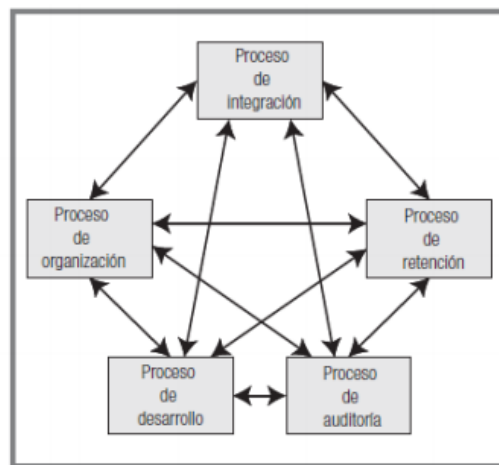 Proceso
de
integración
Proceso
de
organización
Proceso
de
retención
Proceso
de
desarrollo
Proceso
de
auditoría